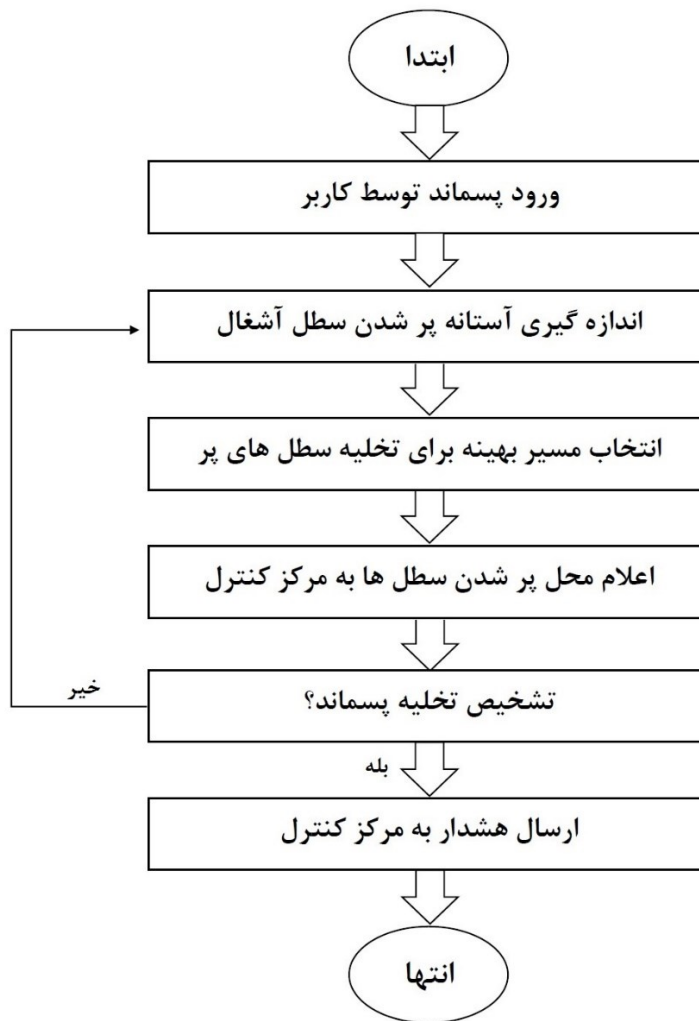 ابتدا
ورود پسماند توسط کاربر
اندازه گیری آستانه پر شدن سطل آشغال
انتخاب مسیر بهینه برای تخلیه سطل های پر
اعلام محل پر شدن سطل ها به مرکز کنترل
تشخیص تخلیه پسماند؟
خیر
بله
ارسال هشدار به مرکز کنترل
انتها